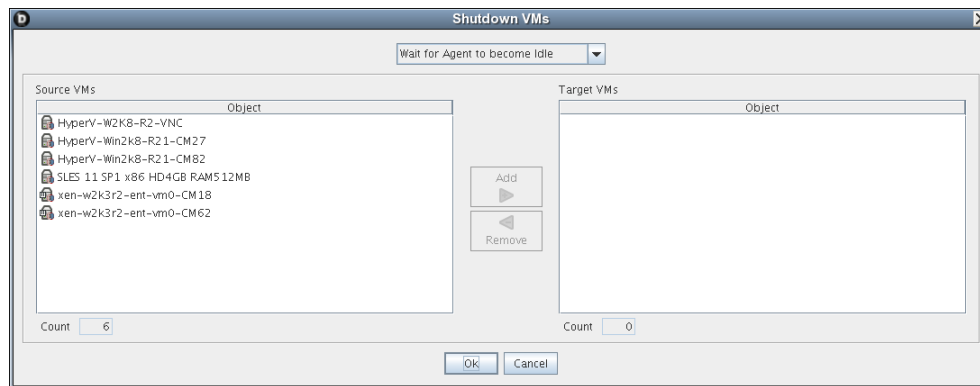 Shutdown VMs
Wait for Agent to become Idle
Source VMs
Object
HyperV-W2K8-R2-VNC
HyperV-Win2k8-R21-CM27
HyperV-Win2k8-R21-CM82
SLES 11 SP1 x86 HD4GB RAM512MB
xen-w2k3r2-ent-vm0-CM18
xen-w2k3r2-ent-vm0-CM62
Count 6
Add
Remove
Target VMs
Object
Count 0
Ok
Cancel